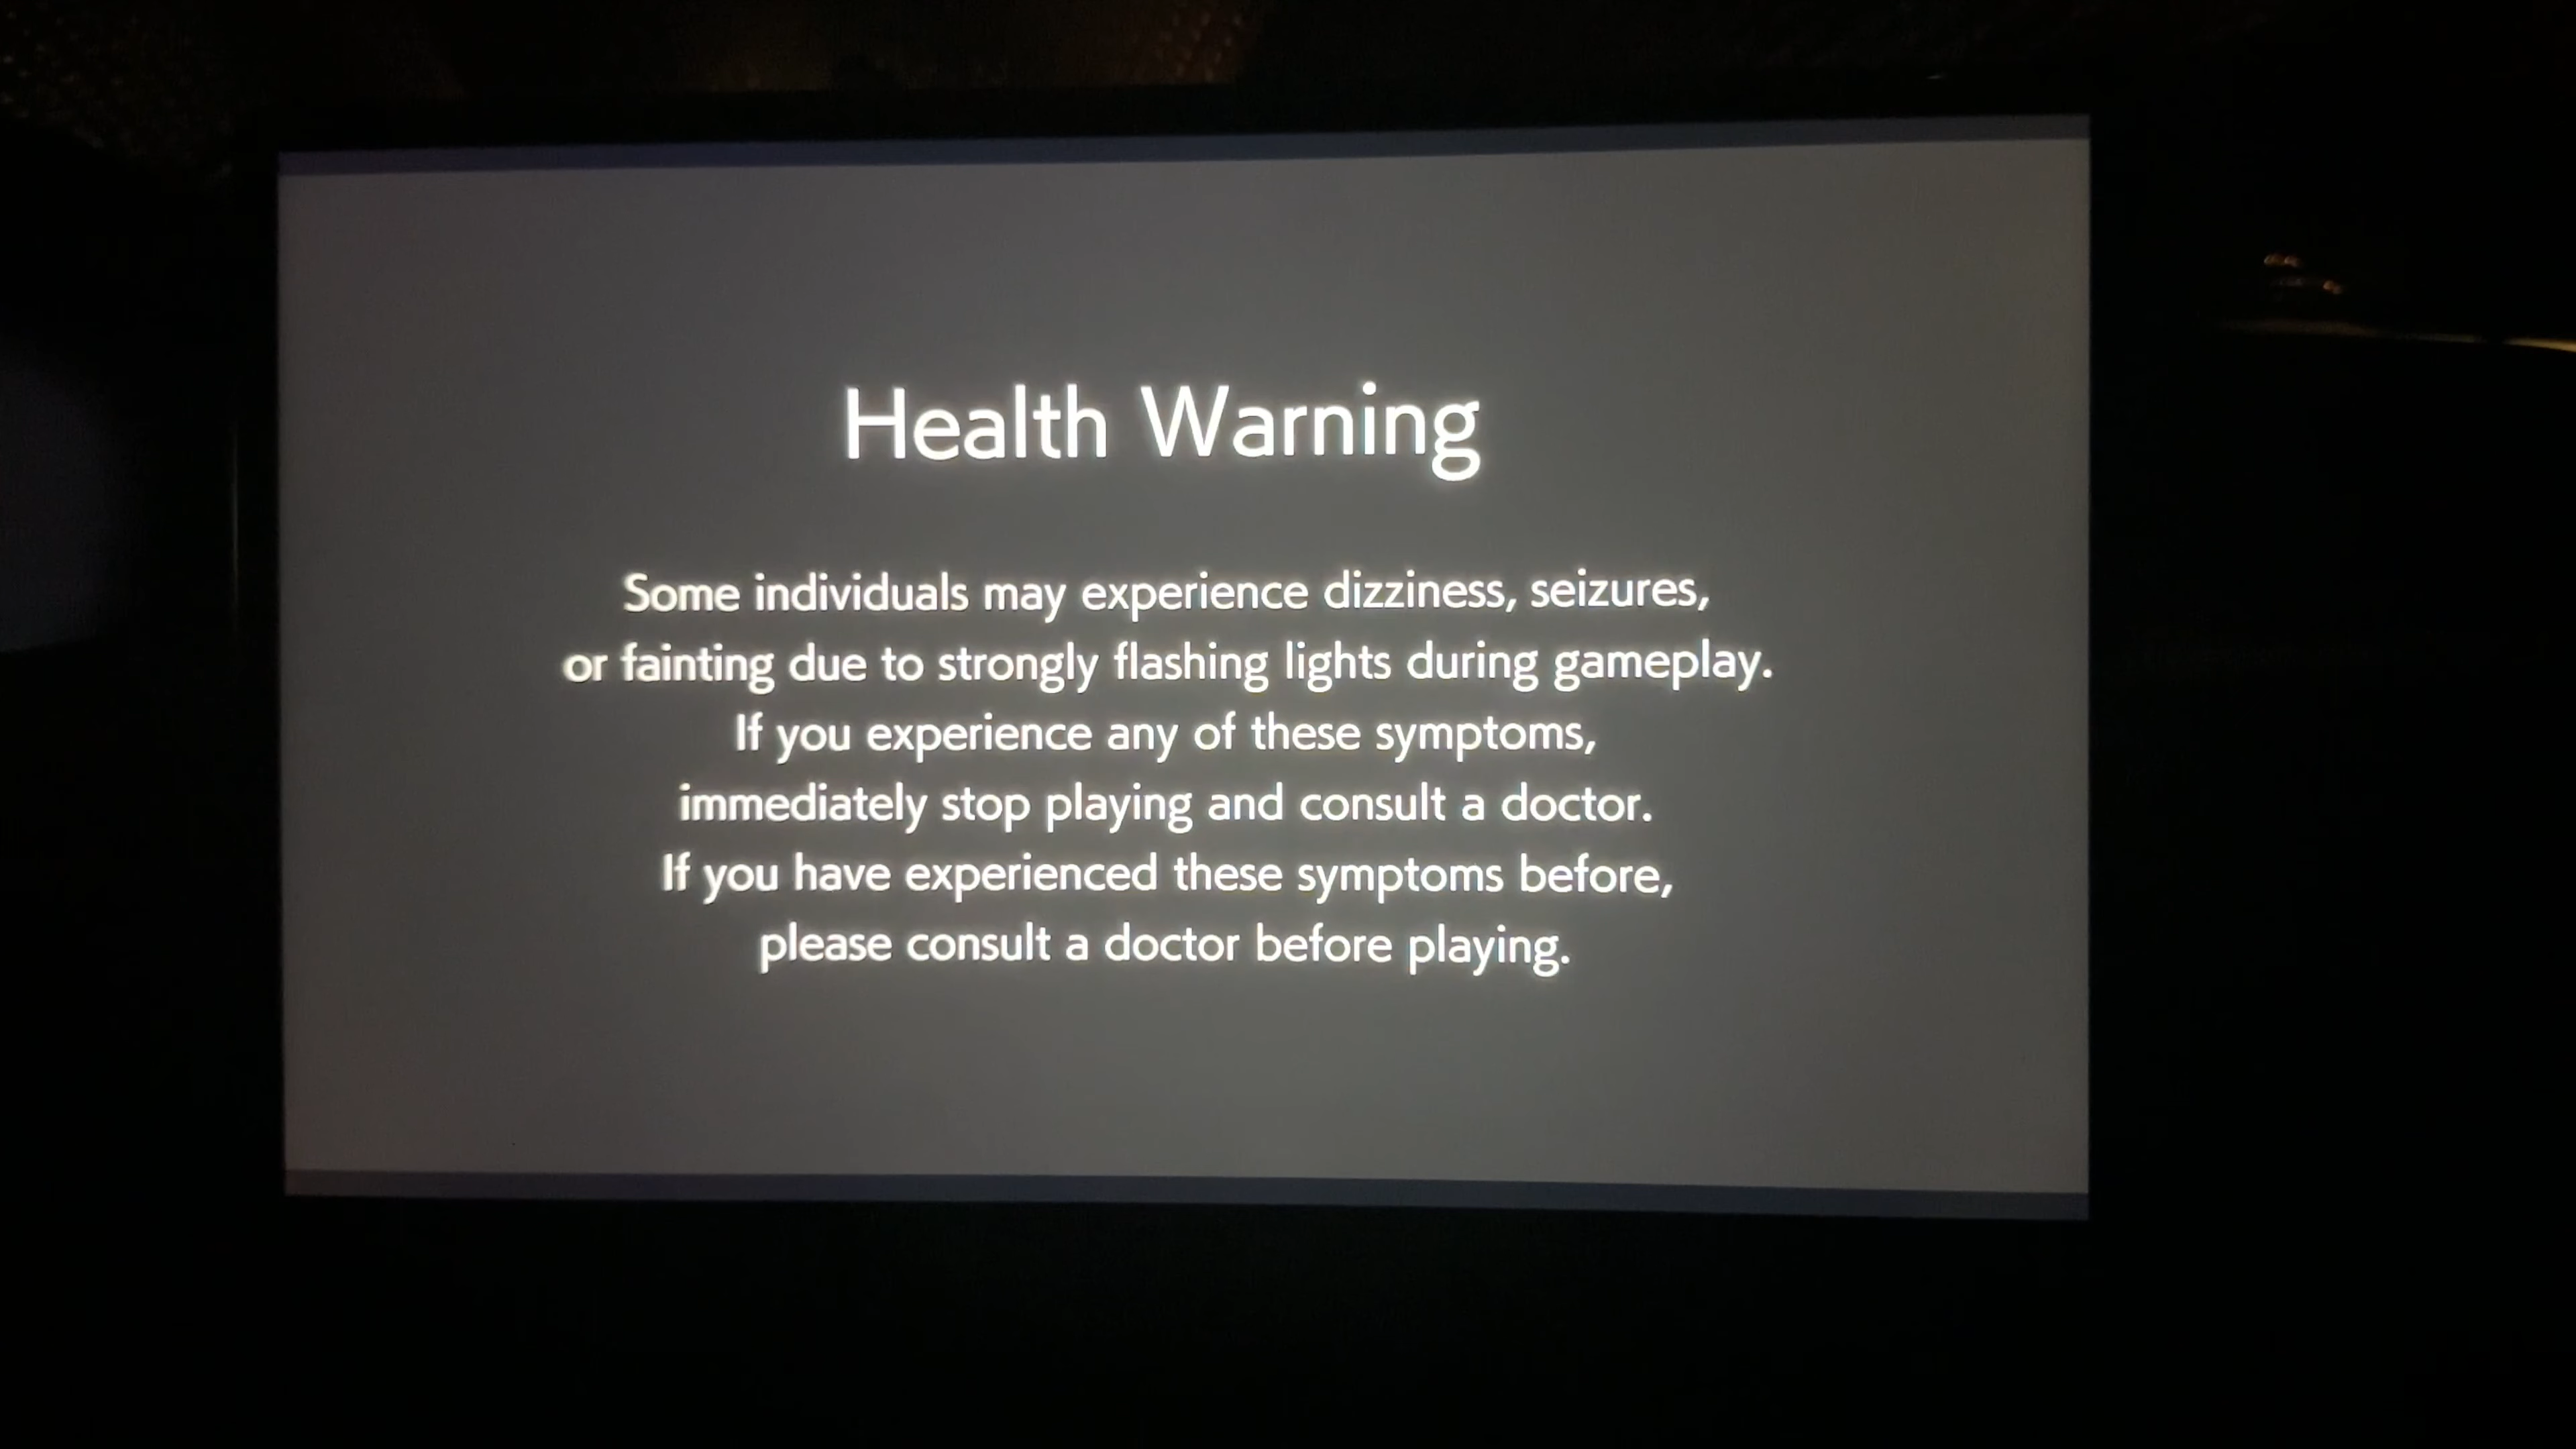 Health Warning
Some individuals may experience dizziness, seizures,
or fainting due to strongly flashing lights during gameplay.
If you experience any of these symptoms,
immediately stop playing and consult a doctor.
If you have experienced these symptoms before,
please consult a doctor before playing.